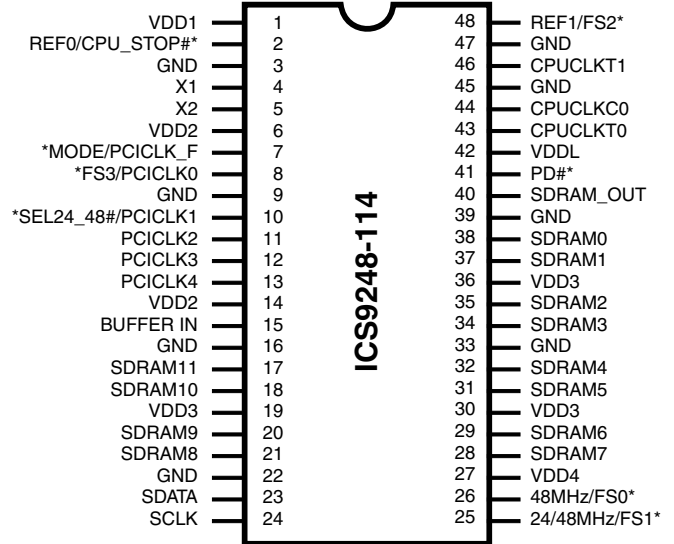 VDD1 1 48 REF1/FS2*
REF0/CPU_STOP#* 2 47 GND
GND 3 46 CPUCLKT1
X1 4 45 GND
X2 5 44 CPUCLKC0
VDD2 6 43 CPUCLKT0
*MODE/PCICLK_F 7 42 VDDL
*FS3/PCICLK0 8 41 PD#*
GND 9 40 SDRAM_OUT
*SEL24_48#/PCICLK1 10 39 GND
PCICLK2 11 38 SDRAM0
PCICLK3 12 37 SDRAM1
PCICLK4 13 36 VDD3
VDD2 14 35 SDRAM2
BUFFER IN 15 34 SDRAM3
GND 16 33 GND
SDRAM11 17 32 SDRAM4
SDRAM10 18 31 SDRAM5
VDD3 19 30 VDD3
SDRAM9 20 29 SDRAM6
SDRAM8 21 28 SDRAM7
GND 22 27 VDD4
SDATA 23 26 48MHz/FS0*
SCLK 24 25 24/48MHz/FS1*
ICS9248-114